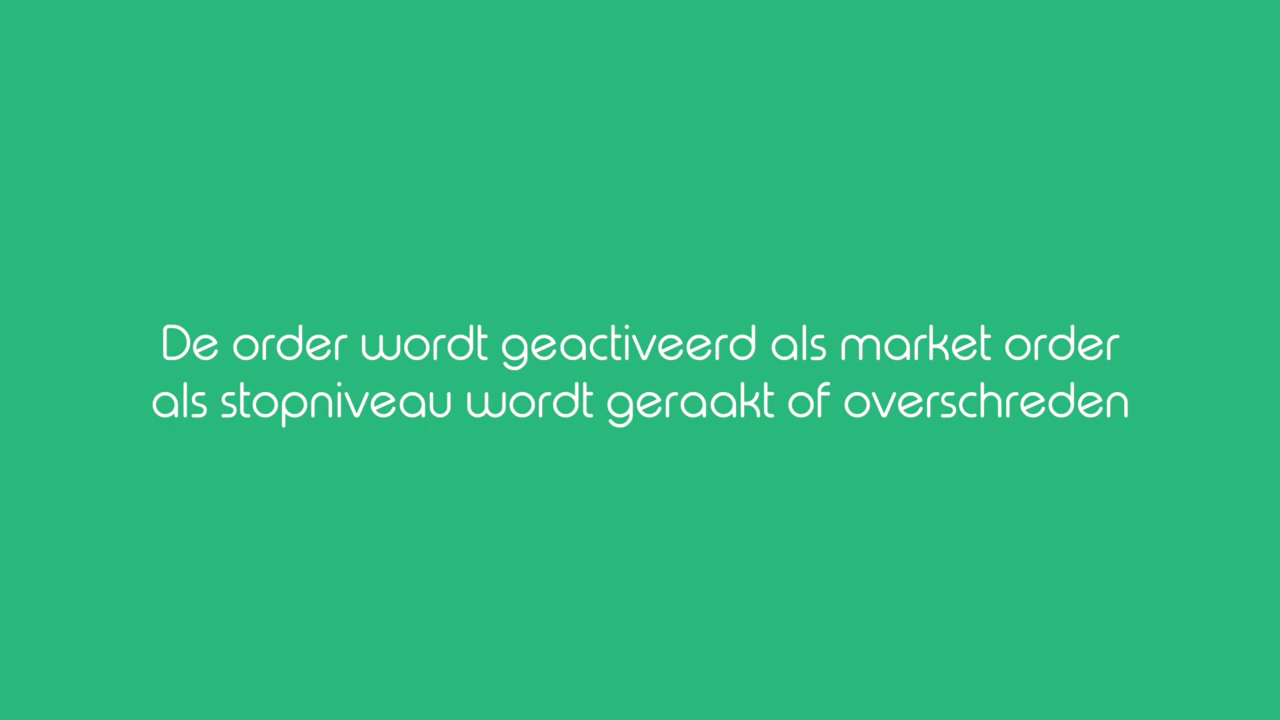 De order wordt geactiveerd als market order
als stopniveau wordt geraakt of overschreden